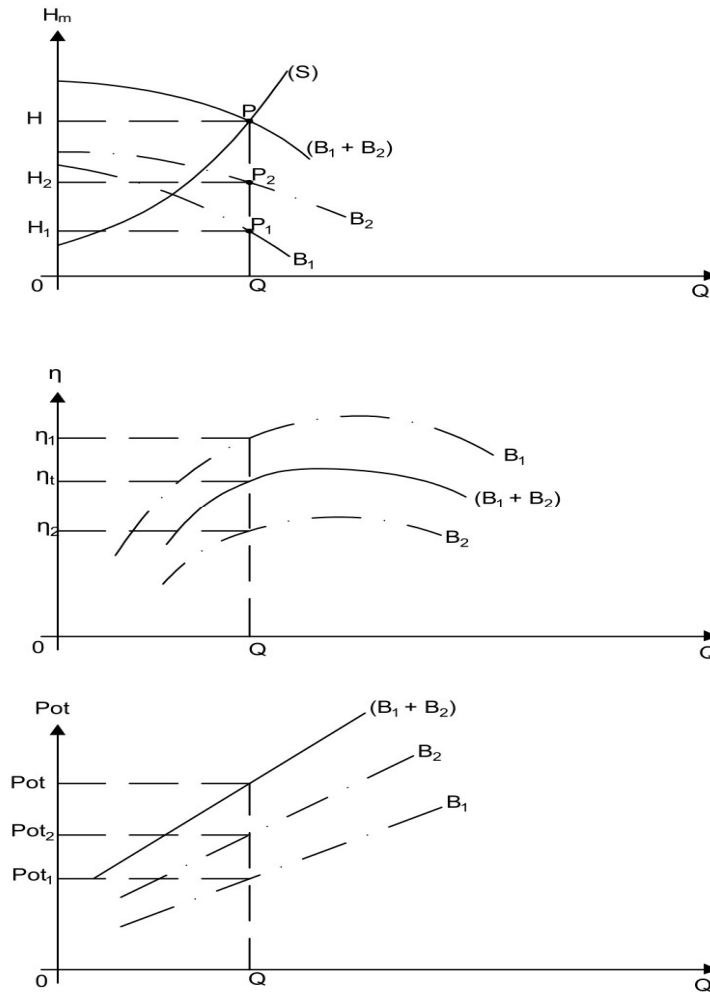 Hₘ
(S)
H
P
(B₁ + B₂)
H₂
P₂
B₂
H₁
P₁
B₁
0
Q
Q
η
η₁
B₁
ηₜ
(B₁ + B₂)
η₂
B₂
0
Q
Q
Pot
(B₁ + B₂)
B₂
Pot
B₁
Pot₂
Pot₁
0
Q
Q